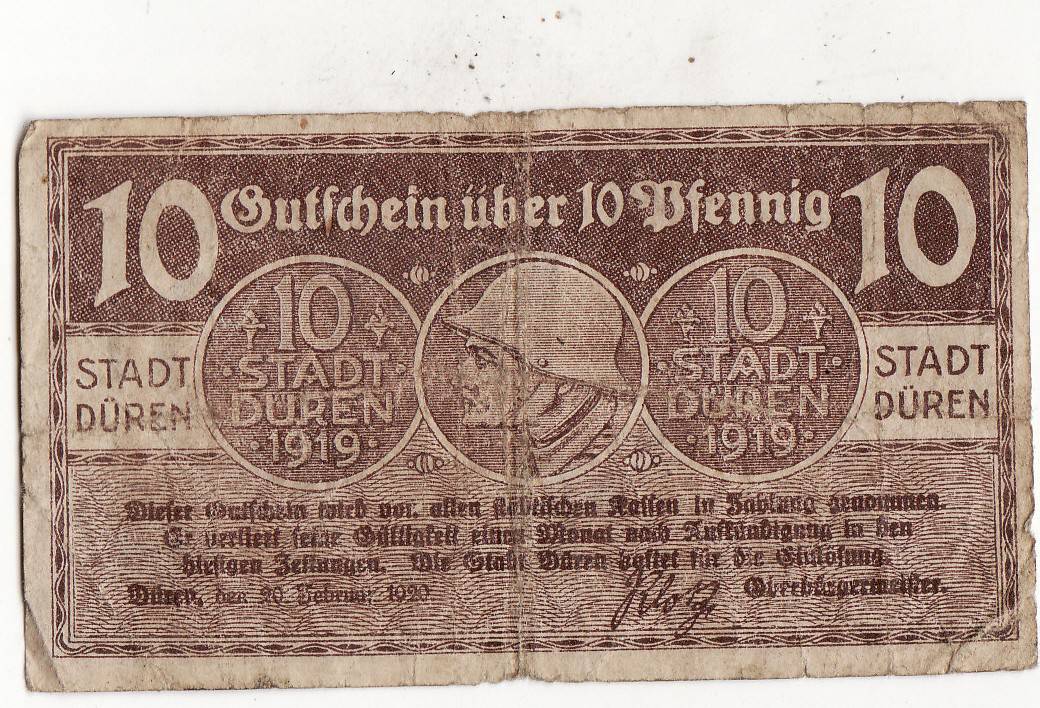 10 Gutschein über 10 Pfennig 10
10
STADT
DÜREN
1919
10
STADT
DÜREN
1919
STADT
DÜREN
STADT
DÜREN
Dieser Gutschein wird von allen städtischen Kassen in Zahlung genommen.
Er verliert seine Gültigkeit einen Monat nach Aufkündigung in den
hiesigen Zeitungen. Die Stadt Düren haftet für die Einlösung.
Düren, den 20. Februar 1920
Klotz Oberbürgermeister.